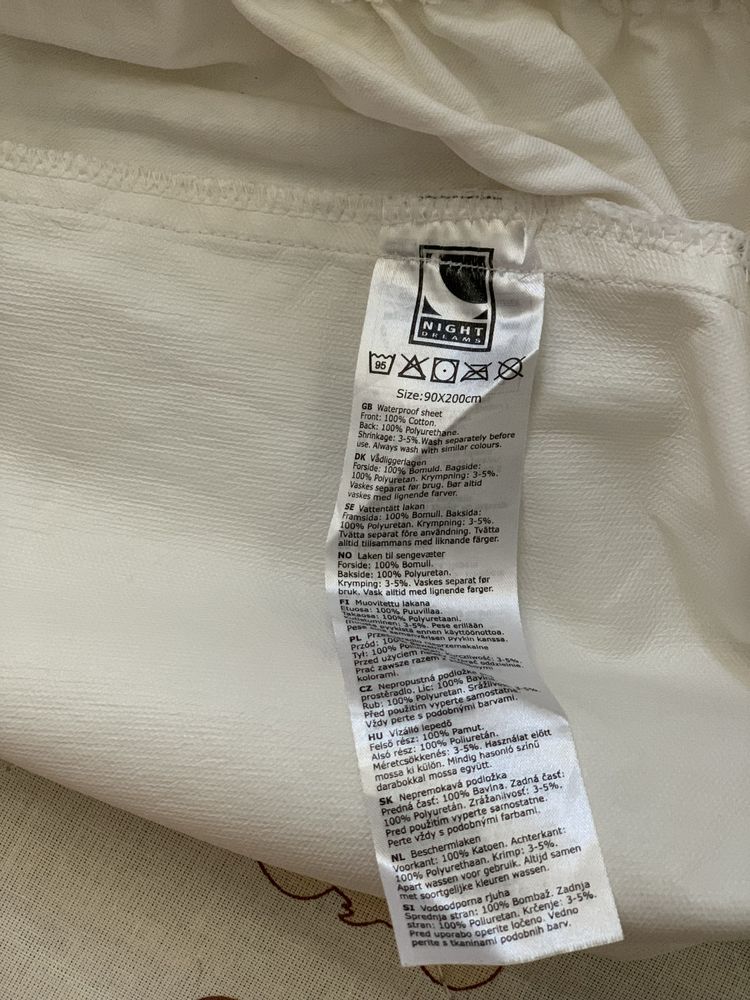 NIGHT
DREAMS
95
Size:90X200cm
GB Waterproof sheet
Front: 100% Cotton.
Back: 100% Polyurethane.
Shrinkage: 3-5%. Wash separately before
use. Always wash with similar colours.
DK Vådliggerlagen
Forside: 100% Bomuld. Bagside:
100% Polyuretan. Krympning: 3-5%.
Vaskes separat før brug. Bør altid
vaskes med lignende farver.
SE Vattentätt lakan
Framsida: 100% Bomull. Baksida:
100% Polyuretan. Krympning: 3-5%.
Tvätta separat före användning. Tvätta
alltid tillsammans med liknande färger.
NO Laken til sengevæter
Forside: 100% Bomull.
Bakside: 100% Polyuretan.
Krymping: 3-5%. Vaskes separat før
bruk. Vask alltid med lignende farger.
FI Muovitettu lakana
Etuosa: 100% Puuvillaa.
Takaosa: 100% Polyuretaani.
3-5%. Pese erillään
ennen käyttöönottoa.
pyykin kanssa.
PL
Przód: 100%
Tył: 100%
Przed użyciem 3-5%.
Prać zawsze razem z
kolorami.
CZ Nepropustná podložka
prostěradlo. Líc: 100% Bavlna
Rub: 100% Polyuretan. 3-5%.
Před použitím vyperte samostatně.
Vždy perte s podobnými barvami.
HU Vízálló lepedő
Felső rész: 100% Pamut.
Alsó rész: 100% Poliuretán.
Méretcsökkenés: 3-5%. Használat előtt
mossa ki külön. Mindig hasonló színű
darabokkal mossa együtt.
SK Nepremokavá podložka
Predná časť: 100% Bavlna. Zadná časť:
100% Polyuretán. Zrážanlivosť: 3-5%.
Pred použitím vyperte samostatne.
Perte vždy s podobnými farbami.
NL Beschermlaken
Voorkant: 100% Katoen. Achterkant:
100% Polyurethaan. Krimp: 3-5%.
Apart wassen voor gebruik. Altijd samen
met soortgelijke kleuren wassen.
SI Vodoodporna rjuha
Sprednja stran: 100% Bombaž. Zadnja
stran: 100% Poliuretan. Krčenje: 3-5%.
Pred uporabo operite ločeno. Vedno
perite s tkaninami podobnih barv.